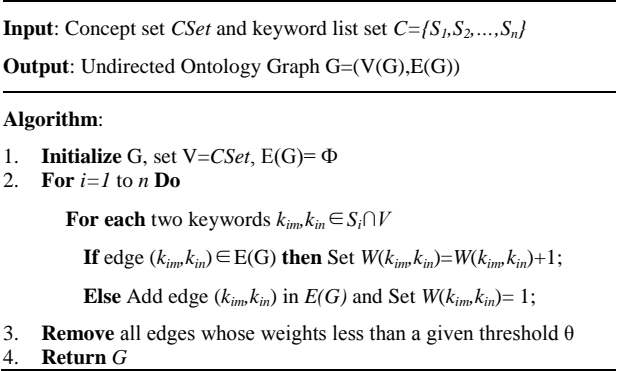 Input: Concept set CSet and keyword list set C={S1,S2,...,Sn}
Output: Undirected Ontology Graph G=(V(G),E(G))
Algorithm:
1. Initialize G, set V=CSet, E(G)= Φ
2. For i=1 to n Do
For each two keywords kim,kin∈Si∩V
If edge (kim,kin)∈E(G) then Set W(kim,kin)=W(kim,kin)+1;
Else Add edge (kim,kin) in E(G) and Set W(kim,kin)= 1;
3. Remove all edges whose weights less than a given threshold θ
4. Return G